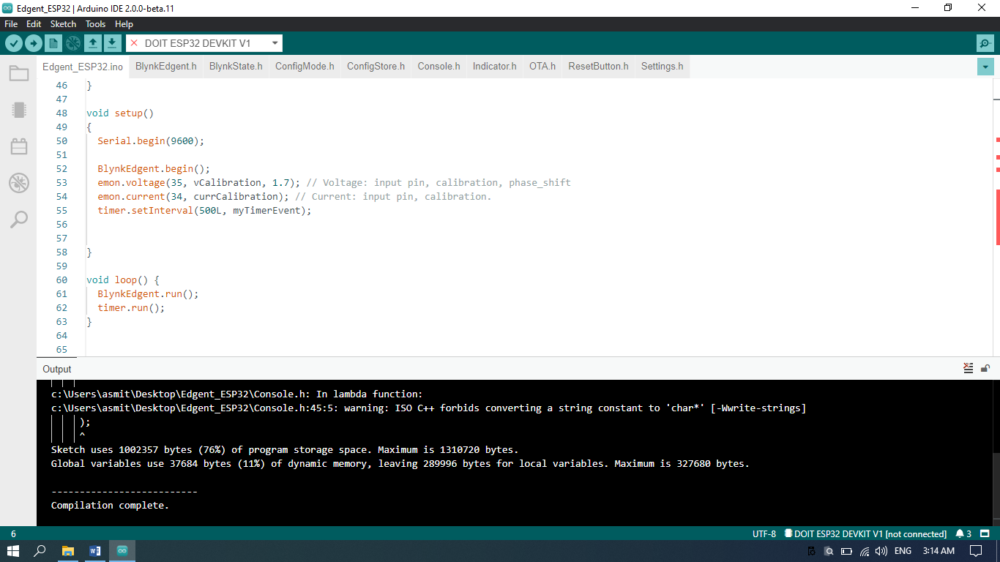 Edgent_ESP32 | Arduino IDE 2.0.0-beta.11
File Edit Sketch Tools Help
DOIT ESP32 DEVKIT V1
Edgent_ESP32.ino BlynkEdgent.h BlynkState.h ConfigMode.h ConfigStore.h Console.h Indicator.h OTA.h ResetButton.h Settings.h
46 }
47
48 void setup()
49 {
50 Serial.begin(9600);
51
52 BlynkEdgent.begin();
53 emon.voltage(35, vCalibration, 1.7); // Voltage: input pin, calibration, phase_shift
54 emon.current(34, currCalibration); // Current: input pin, calibration.
55 timer.setInterval(500L, myTimerEvent);
56
57
58 }
59
60 void loop() {
61 BlynkEdgent.run();
62 timer.run();
63 }
64
65
Output
c:\Users\asmit\Desktop\Edgent_ESP32\Console.h: In lambda function:
c:\Users\asmit\Desktop\Edgent_ESP32\Console.h:45:5: warning: ISO C++ forbids converting a string constant to 'char*' [-Wwrite-strings]
);
^
Sketch uses 1002357 bytes (76%) of program storage space. Maximum is 1310720 bytes.
Global variables use 37684 bytes (11%) of dynamic memory, leaving 289996 bytes for local variables. Maximum is 327680 bytes.
--------------------------
Compilation complete.
6 UTF-8 DOIT ESP32 DEVKIT V1 [not connected] 3
ENG 3:14 AM